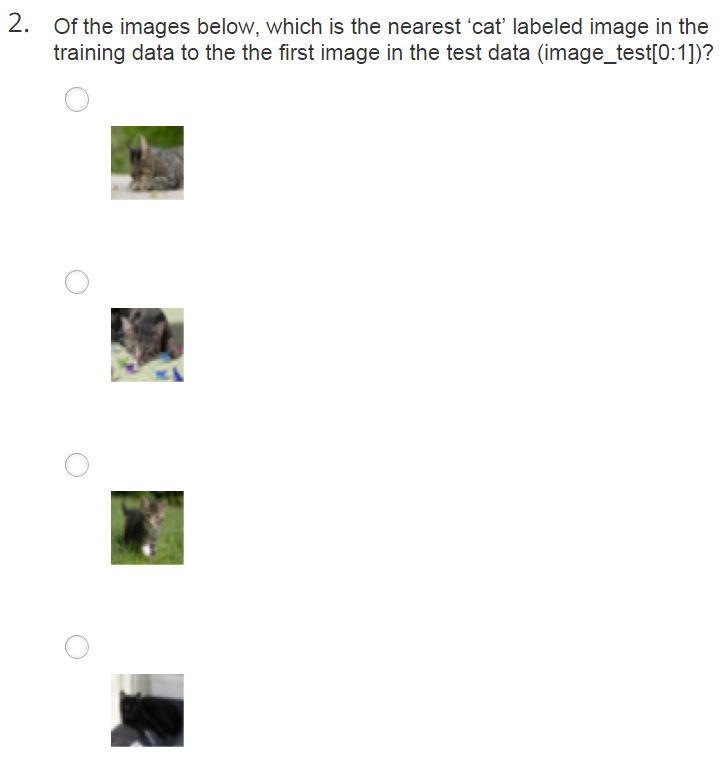 2. Of the images below, which is the nearest ‘cat’ labeled image in the
training data to the the first image in the test data (image_test[0:1])?